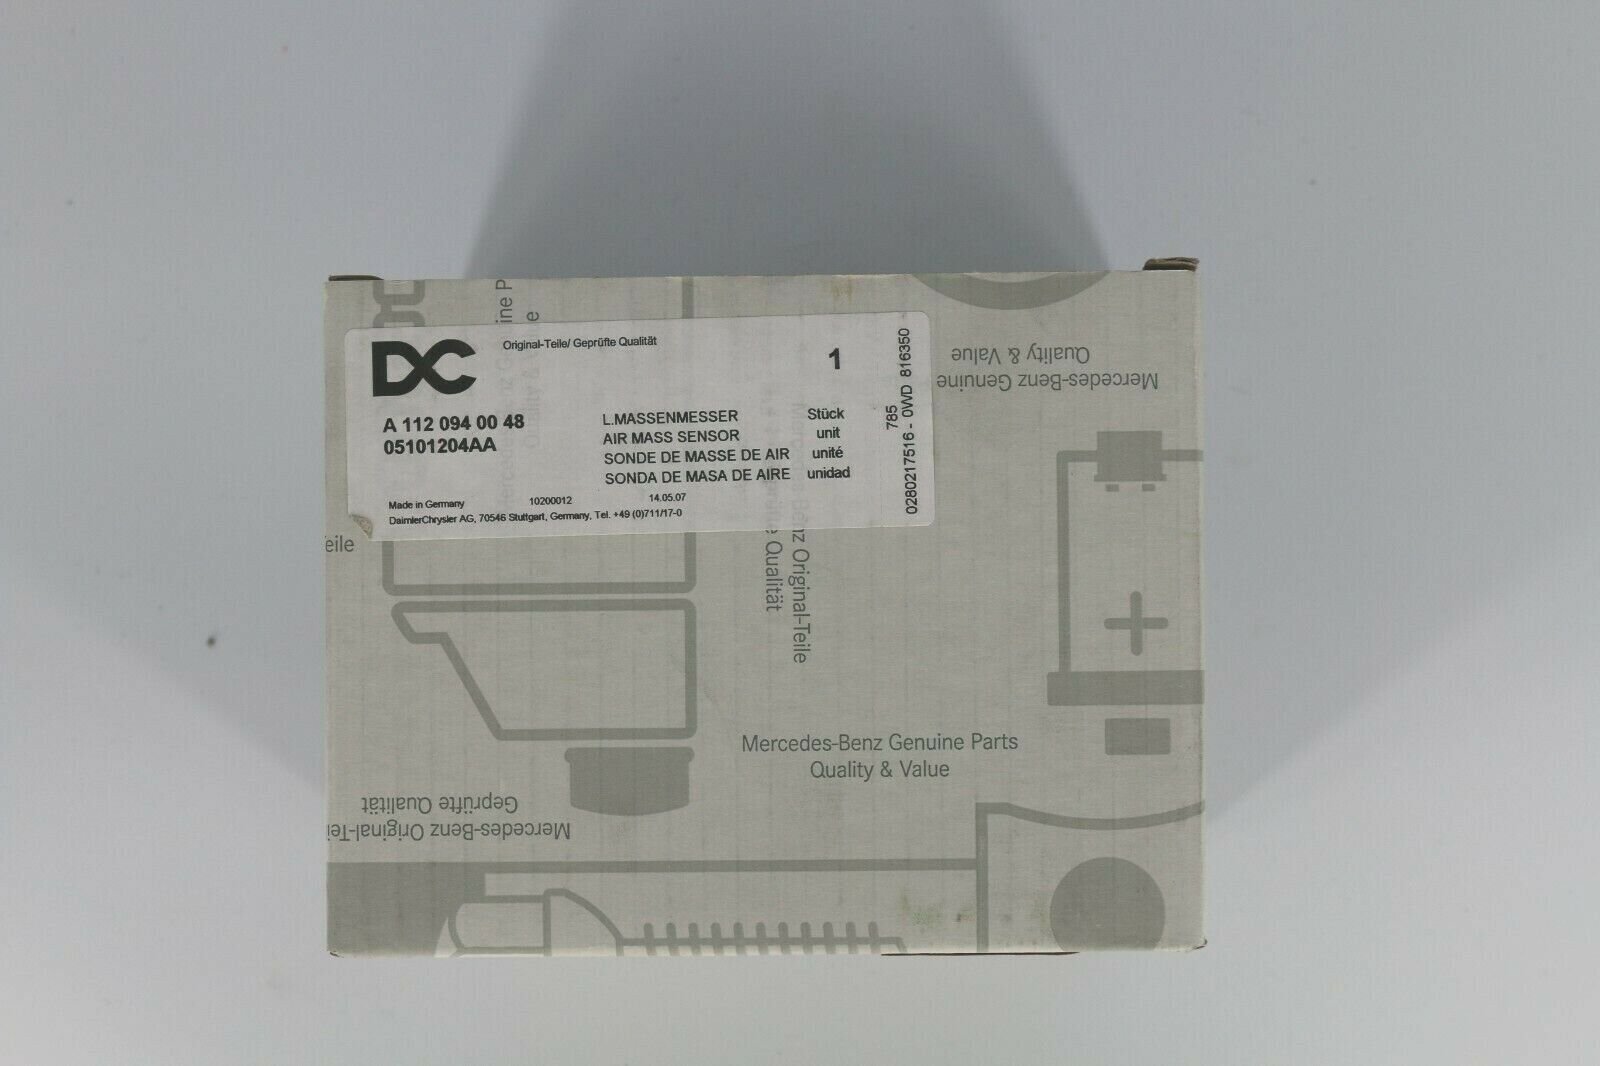 DC
Original-Teile/ Geprüfte Qualität
1
A 112 094 00 48
05101204AA
L.MASSENMESSER Stück
AIR MASS SENSOR unit
SONDE DE MASSE DE AIR unité
SONDA DE MASA DE AIRE unidad
Made in Germany 10200012 14.05.07
DaimlerChrysler AG, 70546 Stuttgart, Germany, Tel. +49 (0)711/17-0
785
0280217516 - 0WD 816350
Mercedes-Benz Genuine
Quality & Value
eile
nz Original-Teile
Qualität
Mercedes-Benz Genuine Parts
Quality & Value
Mercedes-Benz Original-Tei
Geprüfte Qualität
ine P
e